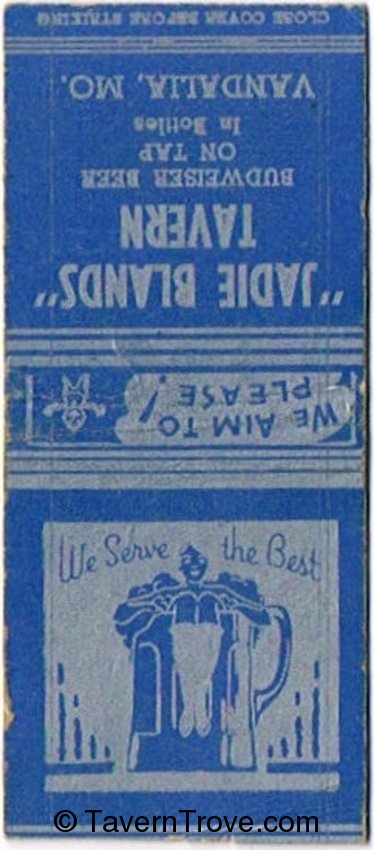 "JADIE BLANDS"
TAVERN
BUDWEISER BEER
ON TAP
In Bottles
VANDALIA, MO.
CLOSE COVER BEFORE STRIKING
WE AIM TO
PLEASE!
We Serve the Best
© TavernTrove.com